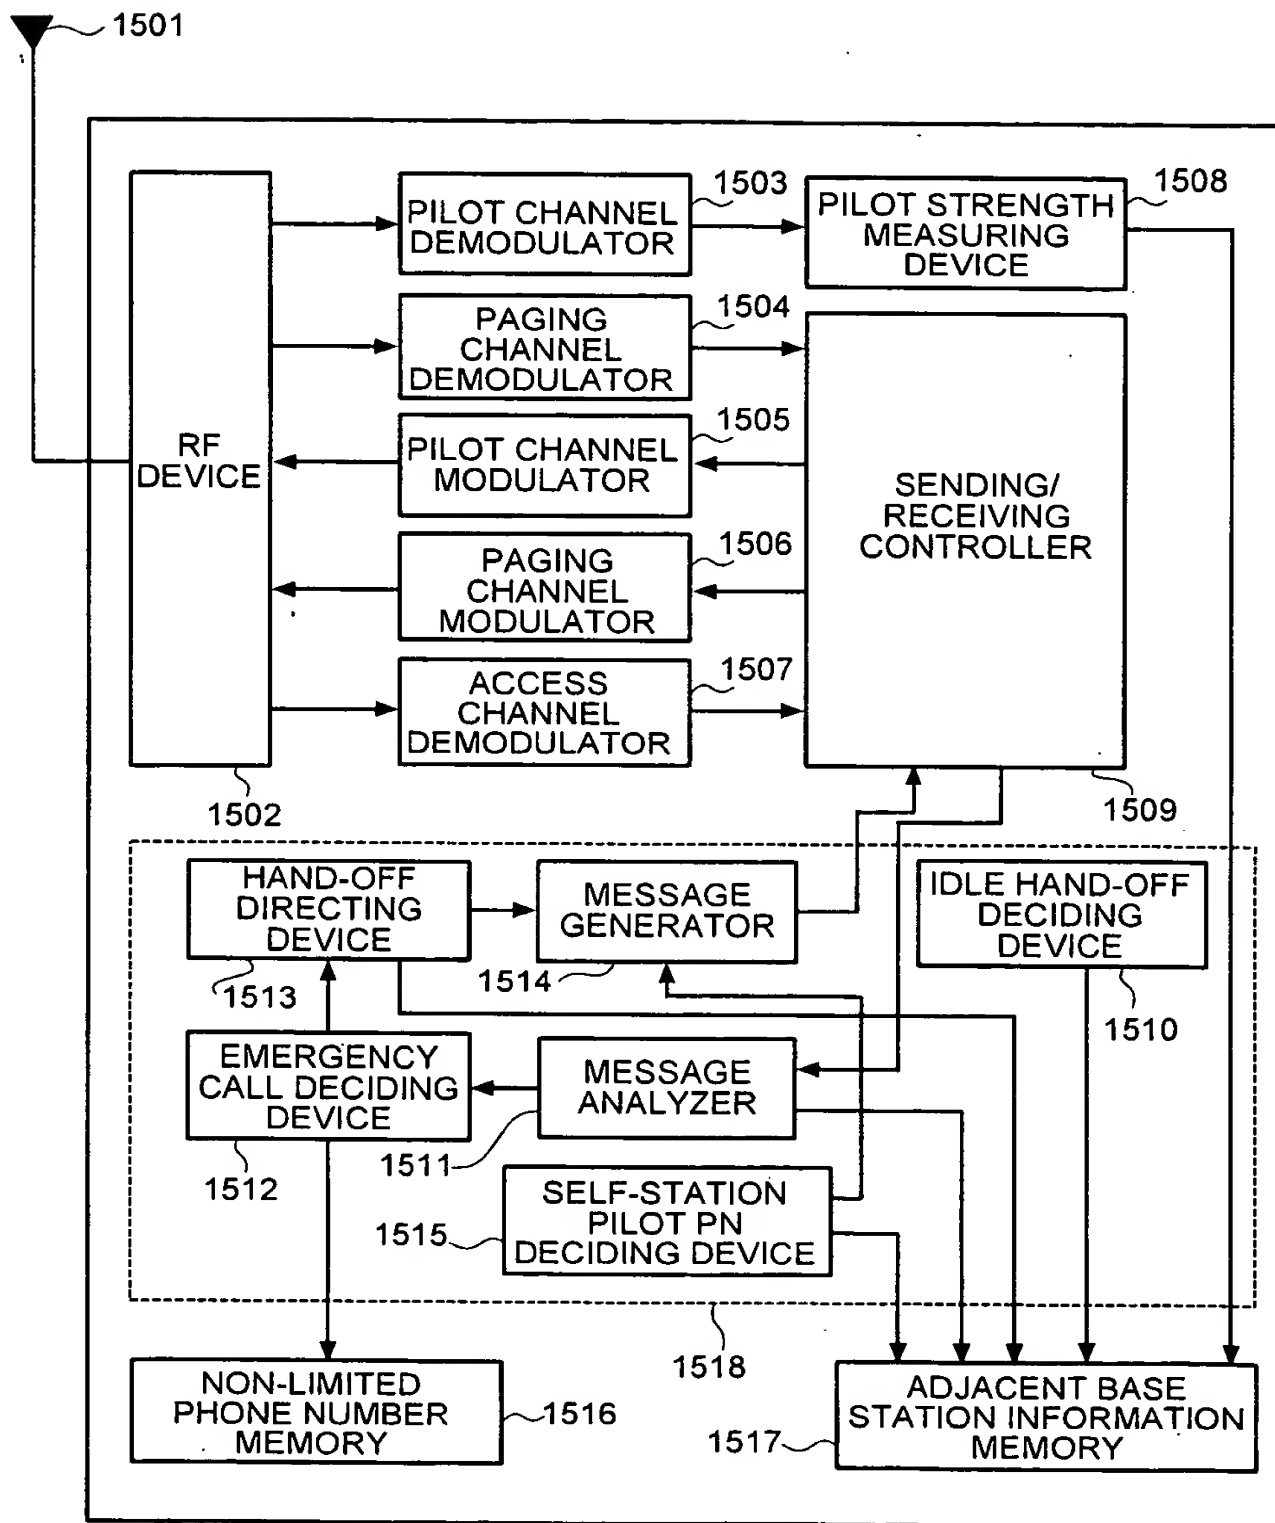 1501
1503
PILOT CHANNEL
DEMODULATOR
1508
PILOT STRENGTH
MEASURING
DEVICE
1504
PAGING
CHANNEL
DEMODULATOR
RF
DEVICE
1505
PILOT CHANNEL
MODULATOR
SENDING/
RECEIVING
CONTROLLER
1506
PAGING
CHANNEL
MODULATOR
1507
ACCESS
CHANNEL
DEMODULATOR
1502
1509
HAND-OFF
DIRECTING
DEVICE
MESSAGE
GENERATOR
IDLE HAND-OFF
DECIDING
DEVICE
1513
1514
1510
EMERGENCY
CALL DECIDING
DEVICE
MESSAGE
ANALYZER
1512
1511
SELF-STATION
PILOT PN
DECIDING DEVICE
1515
1518
NON-LIMITED
PHONE NUMBER
MEMORY
1516
ADJACENT BASE
STATION INFORMATION
MEMORY
1517